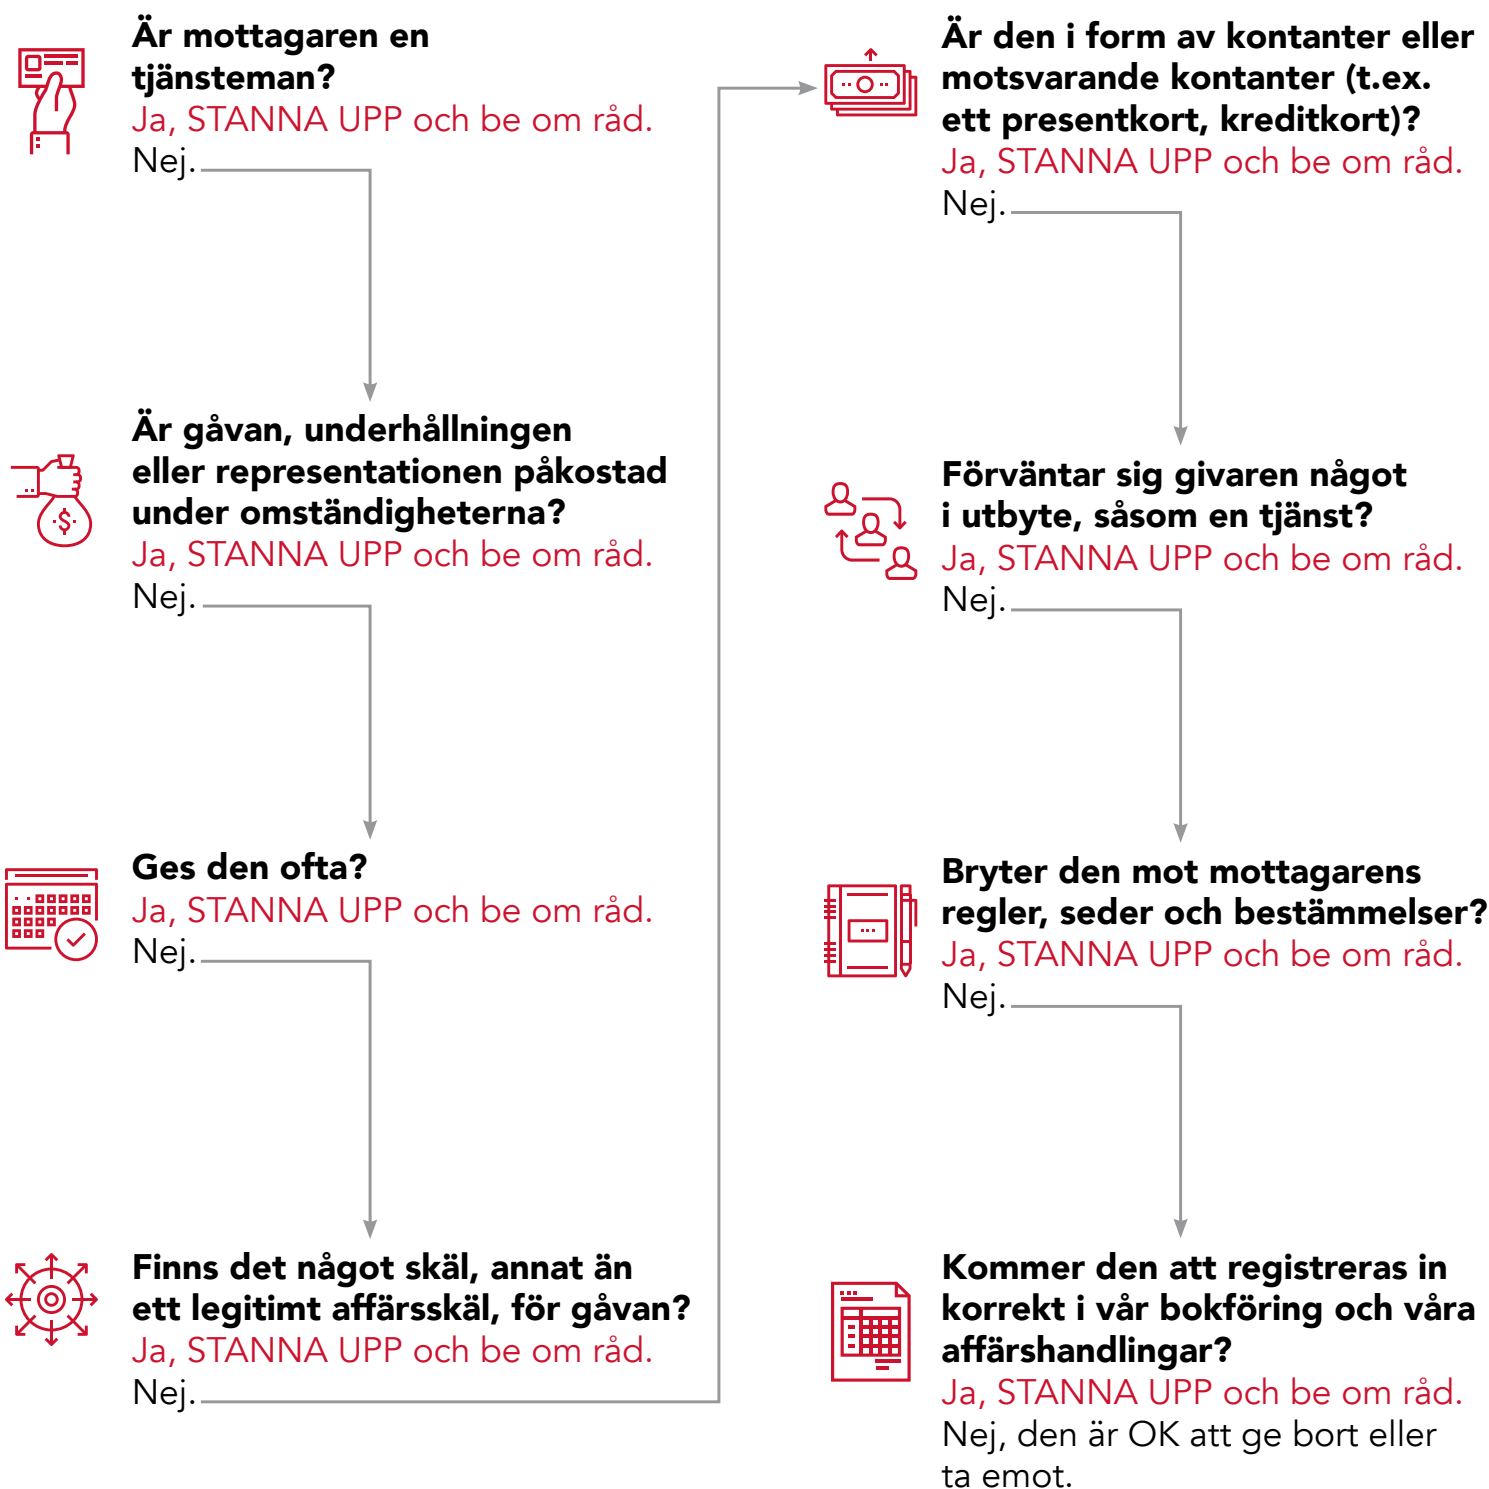 Är mottagaren en
tjänsteman?
Ja, STANNA UPP och be om råd.
Nej.
Är gåvan, underhållningen
eller representationen påkostad
under omständigheterna?
Ja, STANNA UPP och be om råd.
Nej.
Ges den ofta?
Ja, STANNA UPP och be om råd.
Nej.
Finns det något skäl, annat än
ett legitimt affärsskäl, för gåvan?
Ja, STANNA UPP och be om råd.
Nej.
Är den i form av kontanter eller
motsvarande kontanter (t.ex.
ett presentkort, kreditkort)?
Ja, STANNA UPP och be om råd.
Nej.
Förväntar sig givaren något
i utbyte, såsom en tjänst?
Ja, STANNA UPP och be om råd.
Nej.
Bryter den mot mottagarens
regler, seder och bestämmelser?
Ja, STANNA UPP och be om råd.
Nej.
Kommer den att registreras in
korrekt i vår bokföring och våra
affärshandlingar?
Ja, STANNA UPP och be om råd.
Nej, den är OK att ge bort eller
ta emot.